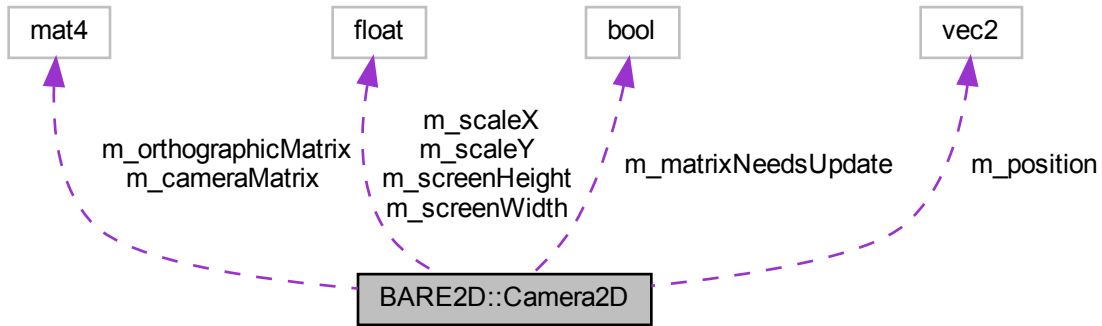 mat4
float
bool
vec2
m_orthographicMatrix
m_cameraMatrix
m_scaleX
m_scaleY
m_screenHeight
m_screenWidth
m_matrixNeedsUpdate
m_position
BARE2D::Camera2D